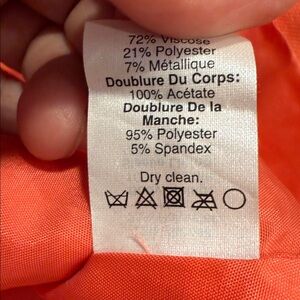 72% Viscose
21% Polyester
7% Métallique
Doublure Du Corps:
100% Acétate
Doublure De la
Manche:
95% Polyester
5% Spandex
Dry clean.